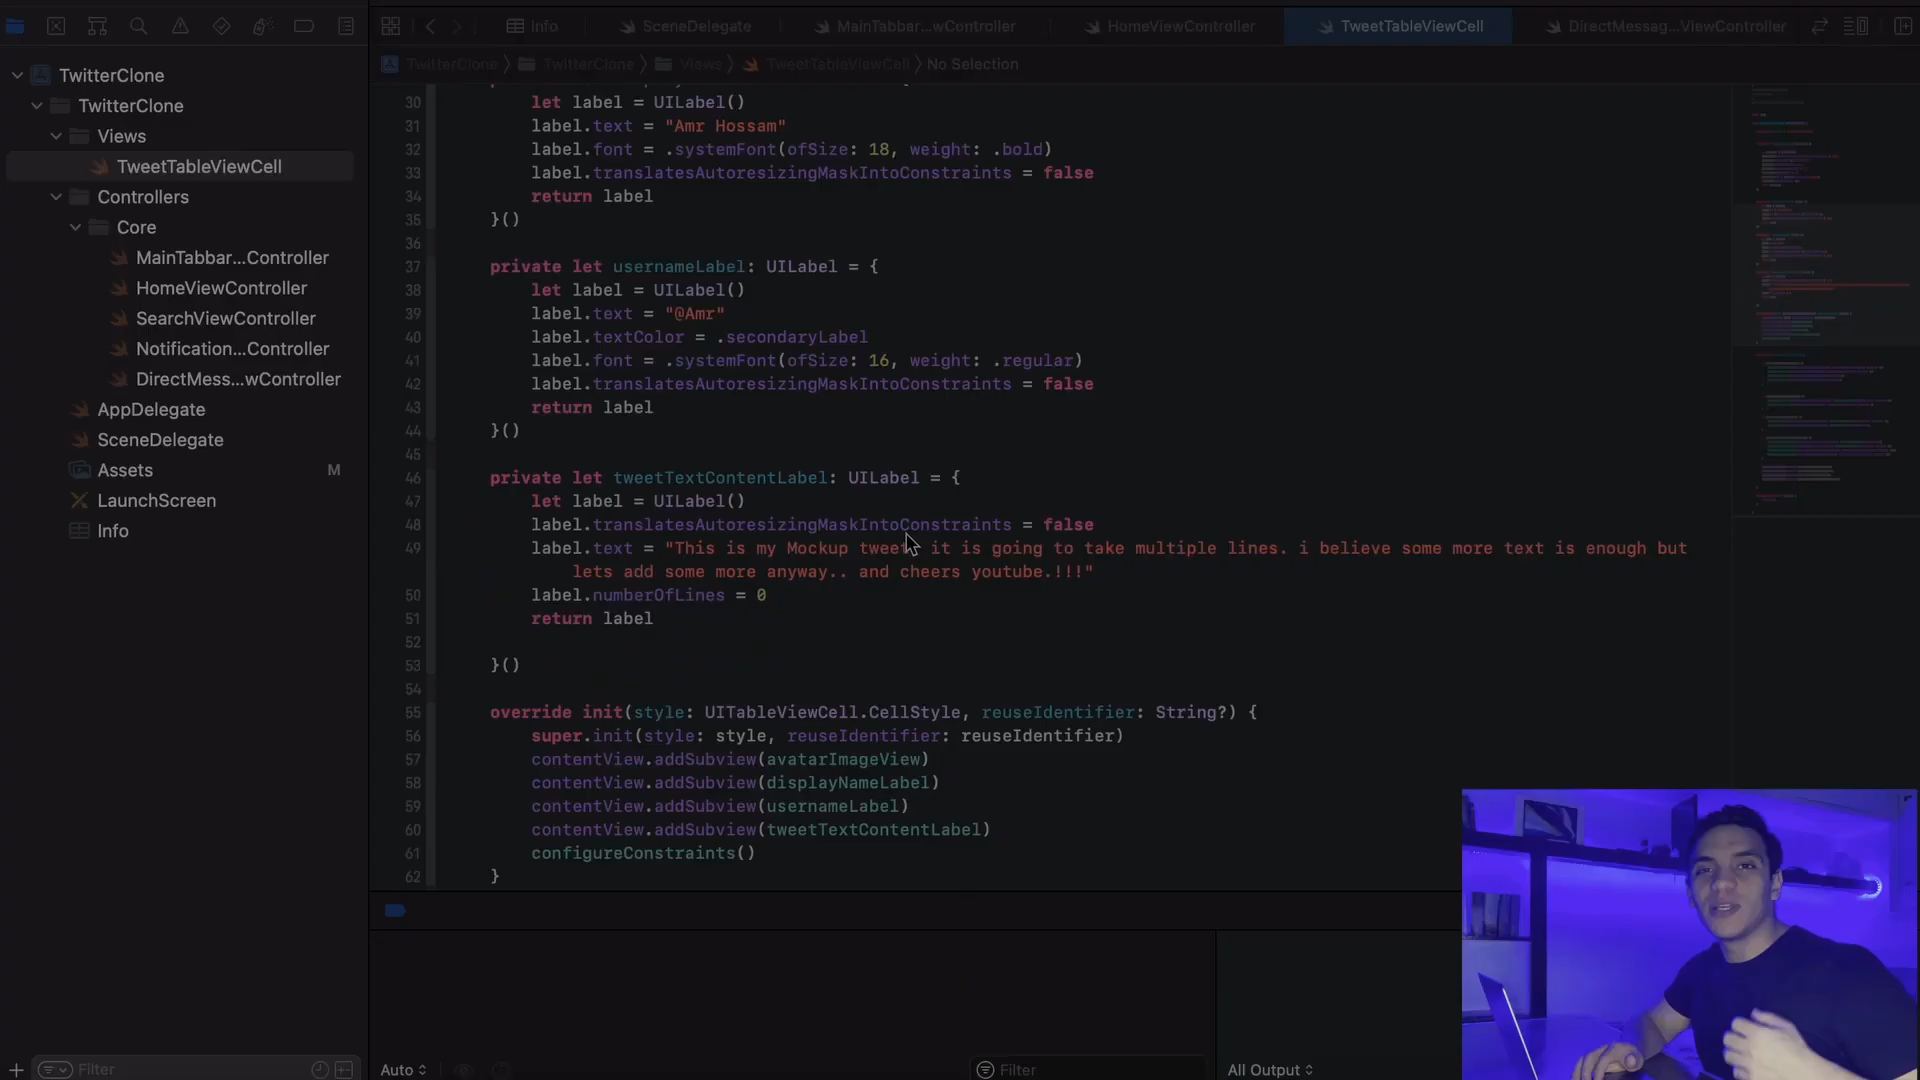 Info
SceneDelegate
MainTabbar...wController
HomeViewController
TweetTableViewCell
DirectMessag...ViewController
TwitterClone
TwitterClone
Views
TweetTableViewCell
No Selection
TwitterClone
TwitterClone
Views
TweetTableViewCell
Controllers
Core
MainTabbar...Controller
HomeViewController
SearchViewController
Notification...Controller
DirectMess...wController
AppDelegate
SceneDelegate
Assets M
LaunchScreen
Info
30 let label = UILabel()
31 label.text = "Amr Hossam"
32 label.font = .systemFont(ofSize: 18, weight: .bold)
33 label.translatesAutoresizingMaskIntoConstraints = false
34 return label
35 }()
36
37 private let usernameLabel: UILabel = {
38 let label = UILabel()
39 label.text = "@Amr"
40 label.textColor = .secondaryLabel
41 label.font = .systemFont(ofSize: 16, weight: .regular)
42 label.translatesAutoresizingMaskIntoConstraints = false
43 return label
44 }()
45
46 private let tweetTextContentLabel: UILabel = {
47 let label = UILabel()
48 label.translatesAutoresizingMaskIntoConstraints = false
49 label.text = "This is my Mockup tweet. it is going to take multiple lines. i believe some more text is enough but
lets add some more anyway.. and cheers youtube.!!!"
50 label.numberOfLines = 0
51 return label
52
53 }()
54
55 override init(style: UITableViewCell.CellStyle, reuseIdentifier: String?) {
56 super.init(style: style, reuseIdentifier: reuseIdentifier)
57 contentView.addSubview(avatarImageView)
58 contentView.addSubview(displayNameLabel)
59 contentView.addSubview(usernameLabel)
60 contentView.addSubview(tweetTextContentLabel)
61 configureConstraints()
62 }
Filter
Auto
Filter
All Output